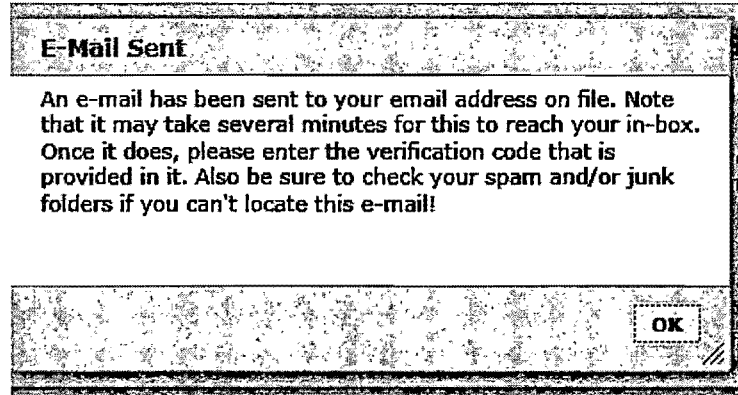 E-Mail Sent
An e-mail has been sent to your email address on file. Note
that it may take several minutes for this to reach your in-box.
Once it does, please enter the verification code that is
provided in it. Also be sure to check your spam and/or junk
folders if you can't locate this e-mail!
OK